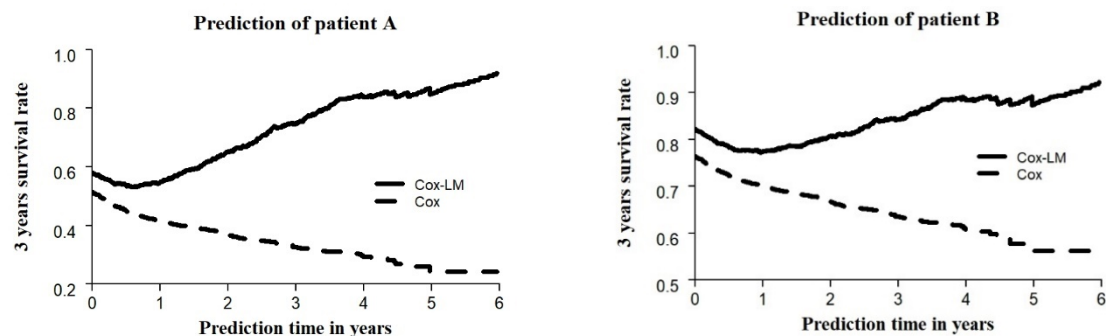 Prediction of patient A
3 years survival rate
1.0
0.8
0.6
0.4
0.2
Cox-LM
Cox
0 1 2 3 4 5 6
Prediction time in years
Prediction of patient B
3 years survival rate
1.0
0.9
0.8
0.7
0.6
0.5
Cox-LM
Cox
0 1 2 3 4 5 6
Prediction time in years